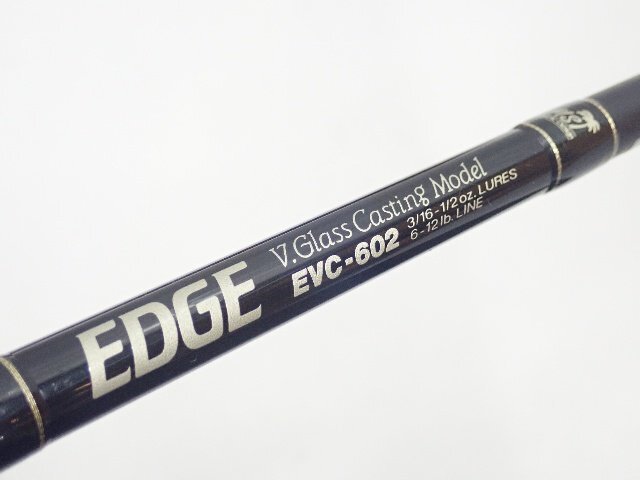 EDGE
V.Glass Casting Model
EVC-602
3/16-1/2oz. LURES
6-12lb. LINE